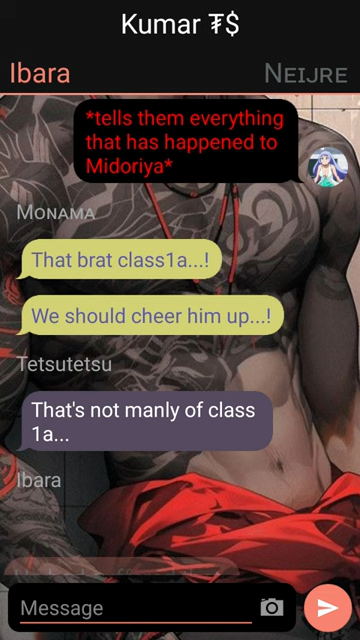 Kumar ₮$
Ibara
NEIJRE
*tells them everything
that has happened to
Midoriya*
MONAMA
That brat class1a...!
We should cheer him up...!
Tetsutetsu
That's not manly of class
1a...
Ibara
Message